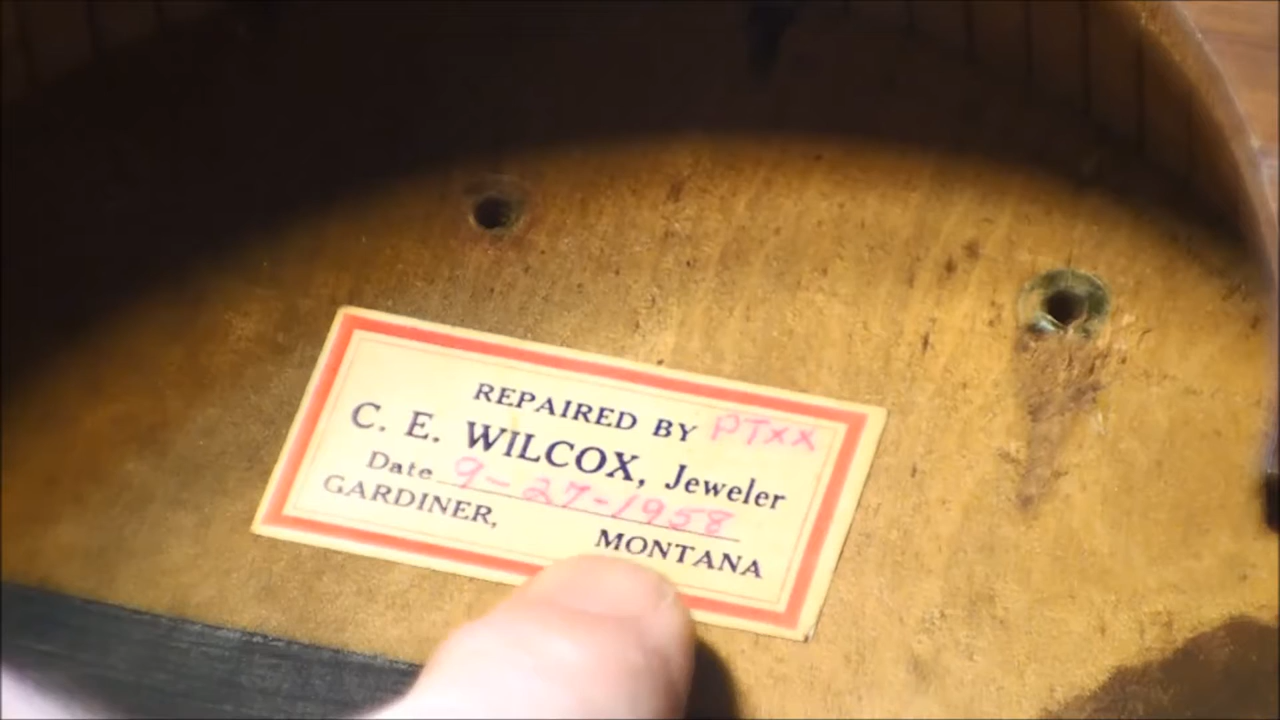 REPAIRED BY PTXX
C. E. WILCOX, Jeweler
Date 9-27-1958
GARDINER, MONTANA